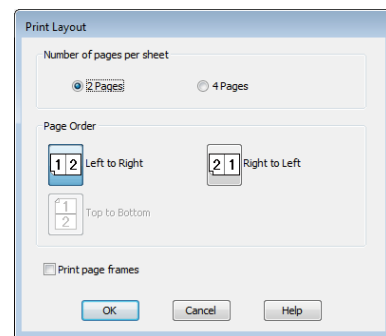 Print Layout
Number of pages per sheet
2 Pages
4 Pages
Page Order
1 2 Left to Right
2 1 Right to Left
1
2
Top to Bottom
Print page frames
OK
Cancel
Help